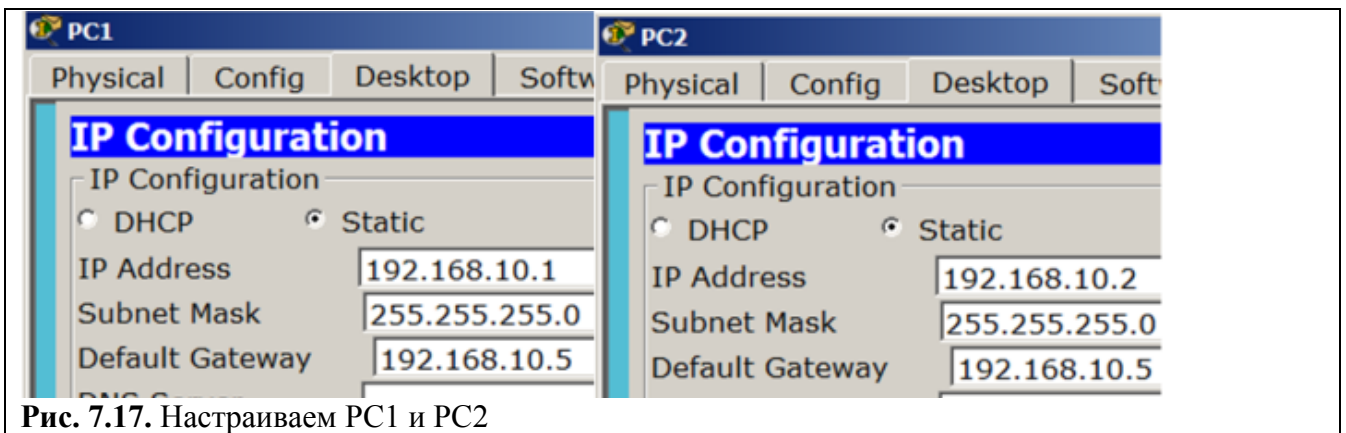 PC1
Physical Config Desktop Softw
IP Configuration
IP Configuration
DHCP Static
IP Address 192.168.10.1
Subnet Mask 255.255.255.0
Default Gateway 192.168.10.5
PC2
Physical Config Desktop Soft
IP Configuration
IP Configuration
DHCP Static
IP Address 192.168.10.2
Subnet Mask 255.255.255.0
Default Gateway 192.168.10.5
Рис. 7.17. Настраиваем PC1 и PC2